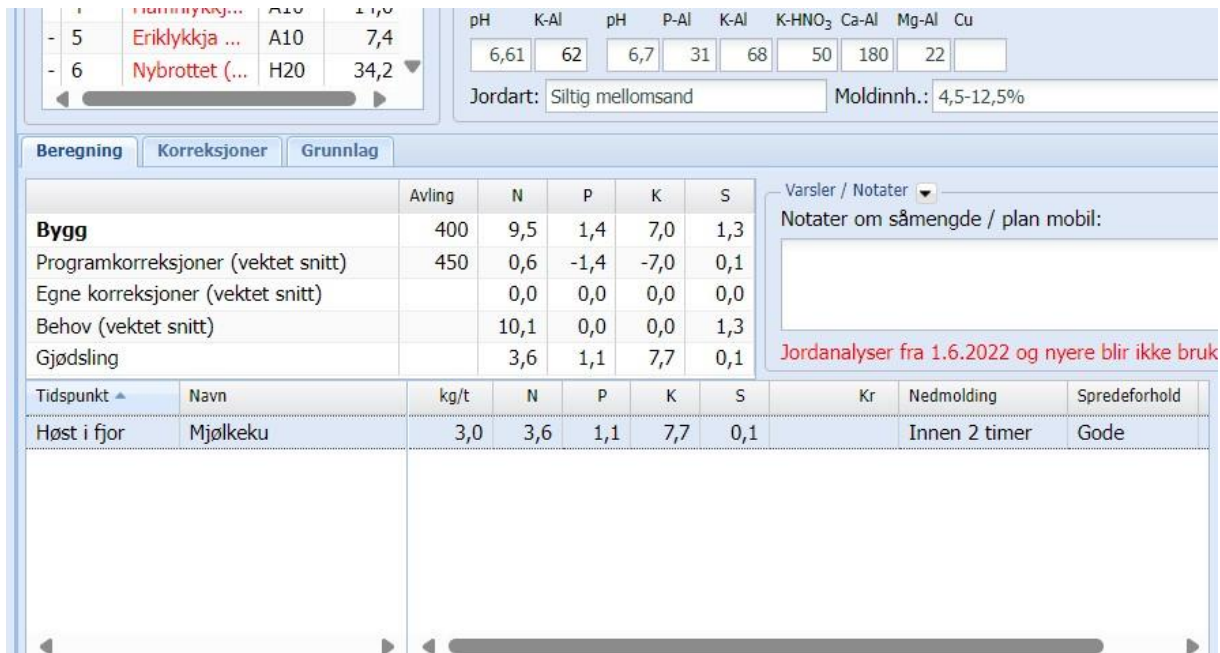 pH K-Al pH P-Al K-Al K-HNO₃ Ca-Al Mg-Al Cu
- 5 Eriklykkja ... A10 7,4
6,61 62 6,7 31 68 50 180 22
- 6 Nybrottet (... H20 34,2
Jordart: Siltig mellomsand Moldinnh.: 4,5-12,5%
Beregning Korreksjoner Grunnlag
Avling N P K S
Bygg 400 9,5 1,4 7,0 1,3
Programkorreksjoner (vektet snitt) 450 0,6 -1,4 -7,0 0,1
Egne korreksjoner (vektet snitt) 0,0 0,0 0,0 0,0
Behov (vektet snitt) 10,1 0,0 0,0 1,3
Gjødsling 3,6 1,1 7,7 0,1
Varsler / Notater
Notater om såmengde / plan mobil:
Jordanalyser fra 1.6.2022 og nyere blir ikke bruk
Tidspunkt Navn kg/t N P K S Kr Nedmolding Spredeforhold
Høst i fjor Mjølkeku 3,0 3,6 1,1 7,7 0,1 Innen 2 timer Gode